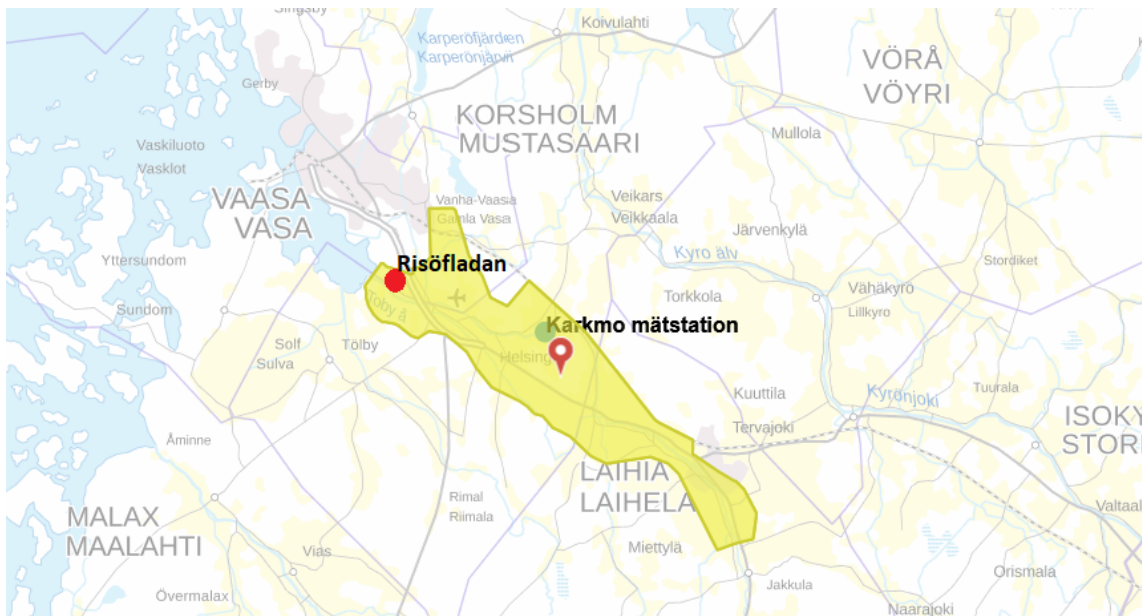 Singsby
Koivulahti
Karperöfjärden
Karperönjärvi
VÖRÅ
VÖYRI
Gerby
KORSHOLM
MUSTASAARI
Mullola
Vaskiluoto
Vasklot
VAASA
VASA
Vanha-Vaasa
Gamla Vasa
Veikars
Veikkaala
Järvenkylä
Kyro älv
Yttersundom
Risöfladan
Stordiket
Sundom
Toby å
Torkkola
Vähäkyrö
Lillkyro
Karkmo mätstation
Solf
Sulva
Tölby
Helsing
Kuuttila
Kyrönjoki
Tuurala
Tervajoki
ISOKY
STOR
Åminne
LAIHIA
LAIHELA
Rimal
Riimala
Valtaal
MALAX
MAALAHTI
Vias
Miettylä
Orismala
Jakkula
Övermalax
Naarajoki